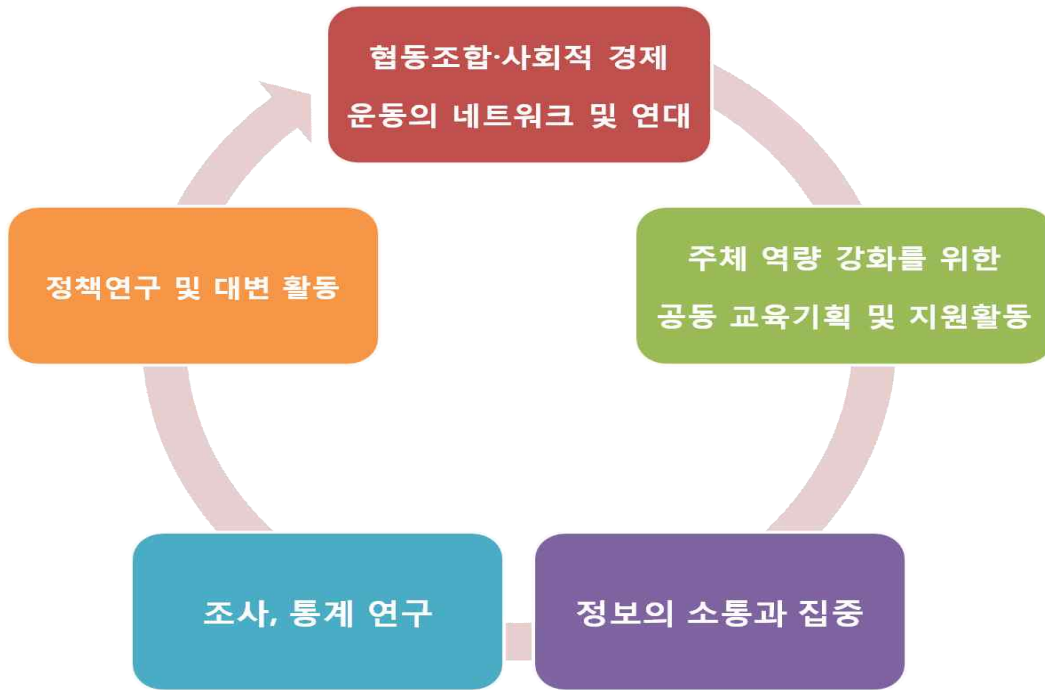 협동조합·사회적 경제
운동의 네트워크 및 연대
주체 역량 강화를 위한
공동 교육기획 및 지원활동
정보의 소통과 집중
조사, 통계 연구
정책연구 및 대변 활동